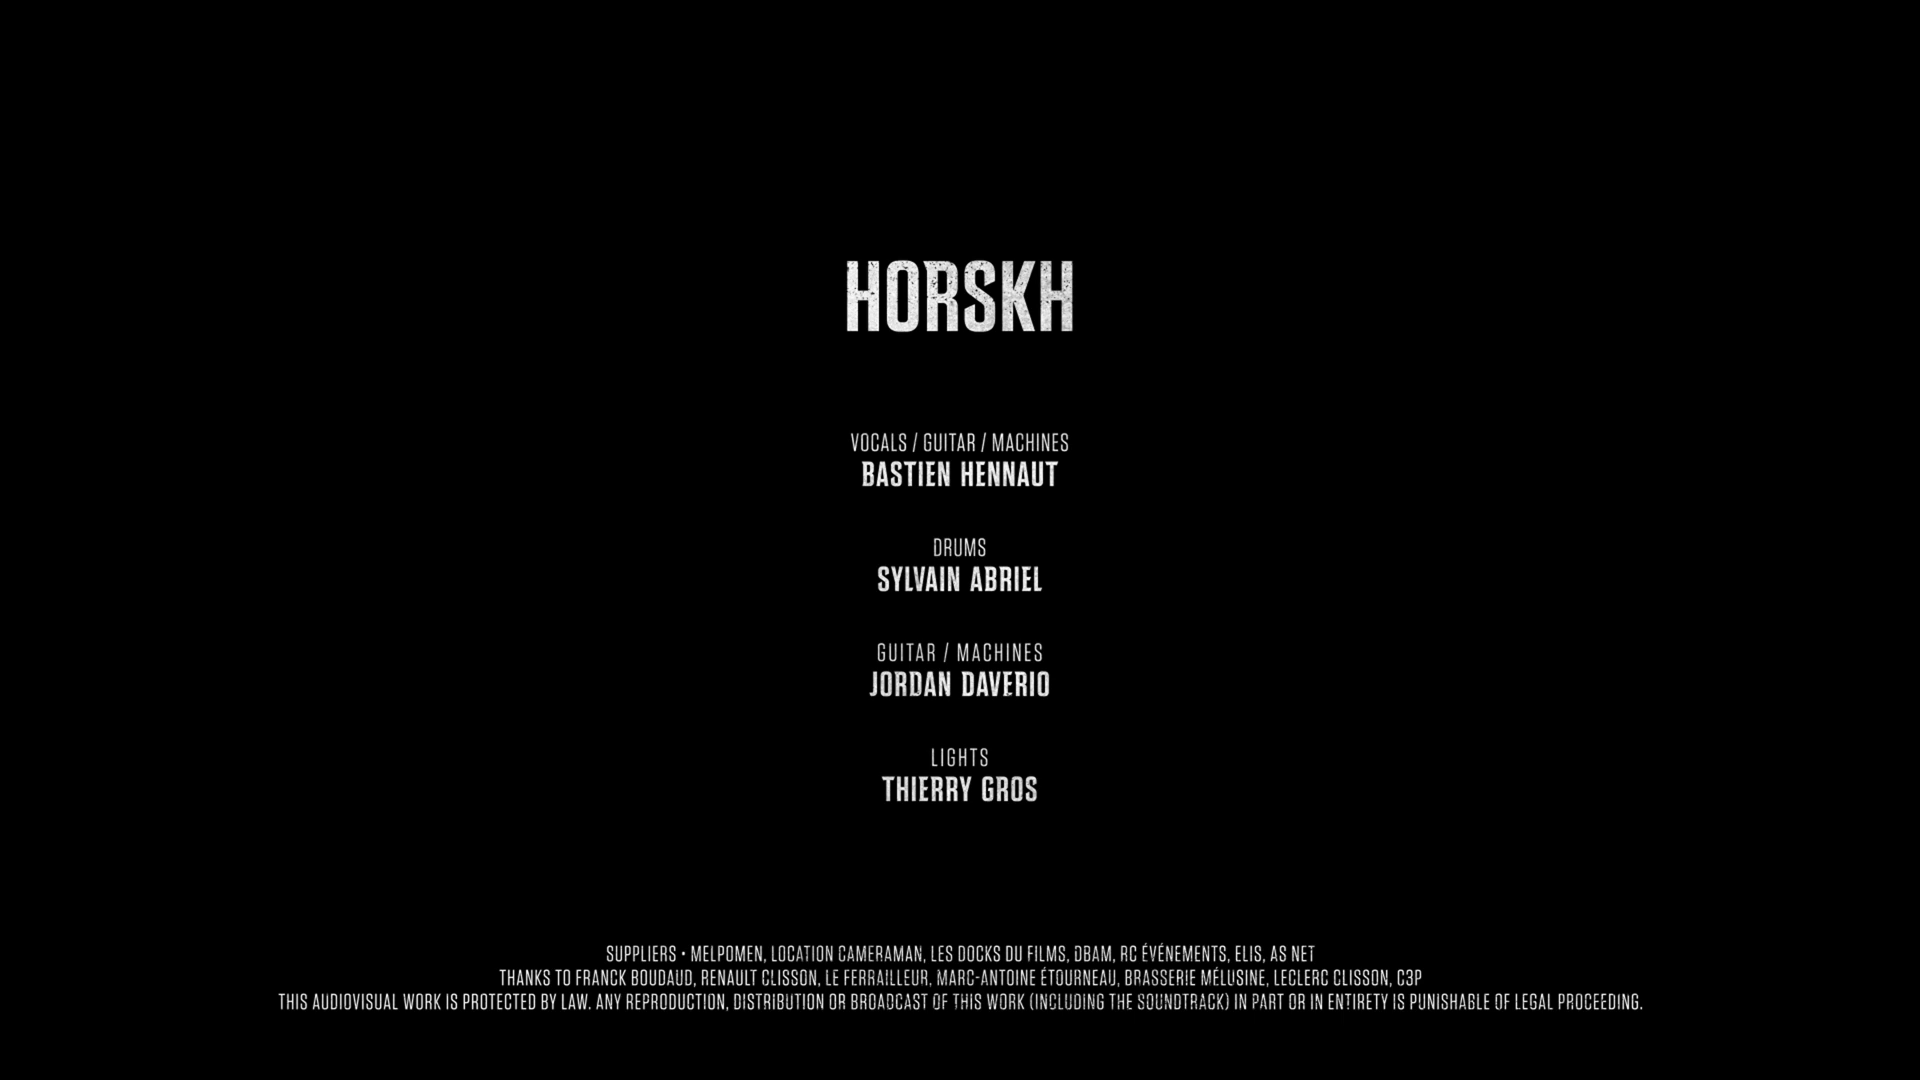 HORSKH
VOCALS / GUITAR / MACHINES
BASTIEN HENNAUT
DRUMS
SYLVAIN ABRIEL
GUITAR / MACHINES
JORDAN DAVERIO
LIGHTS
THIERRY GROS
SUPPLIERS • MELPOMEN, LOCATION CAMERAMAN, LES DOCKS DU FILMS, DBAM, RC ÉVÉNEMENTS, ELIS, AS NET
THANKS TO FRANCK BOUDAUD, RENAULT CLISSON, LE FERRAILLEUR, MARC-ANTOINE ÉTOURNEAU, BRASSERIE MÉLUSINE, LECLERC CLISSON, C3P
THIS AUDIOVISUAL WORK IS PROTECTED BY LAW. ANY REPRODUCTION, DISTRIBUTION OR BROADCAST OF THIS WORK (INCLUDING THE SOUNDTRACK) IN PART OR IN ENTIRETY IS PUNISHABLE OF LEGAL PROCEEDING.